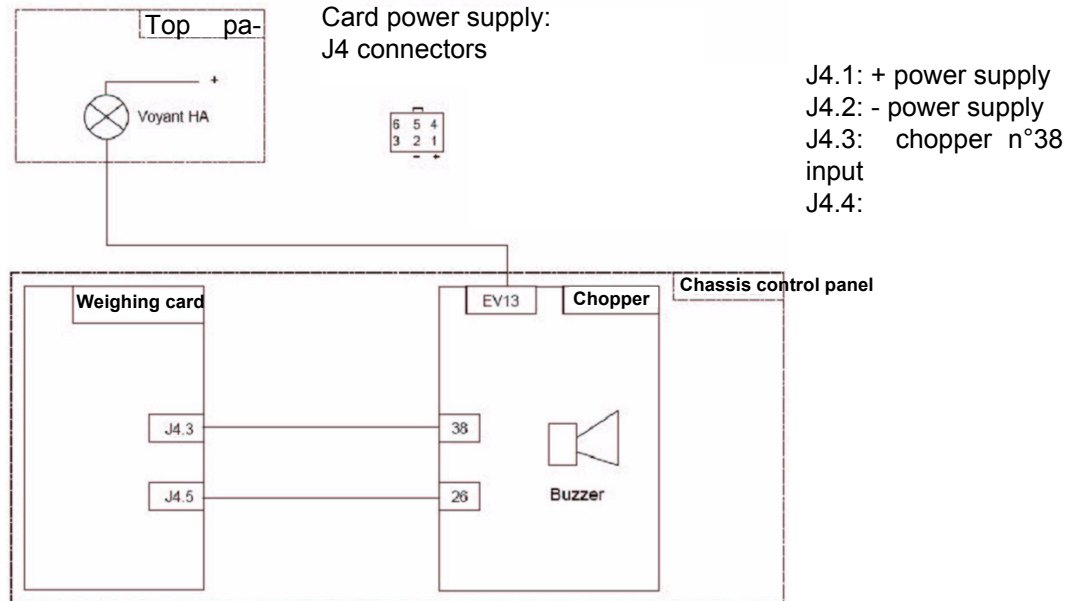 Top pa-
+
Voyant HA
Card power supply:
J4 connectors
6 5 4
3 2 1
- +
J4.1: + power supply
J4.2: - power supply
J4.3: chopper n°38
input
J4.4:
Chassis control panel
Weighing card
EV13
Chopper
J4.3
38
J4.5
26
Buzzer